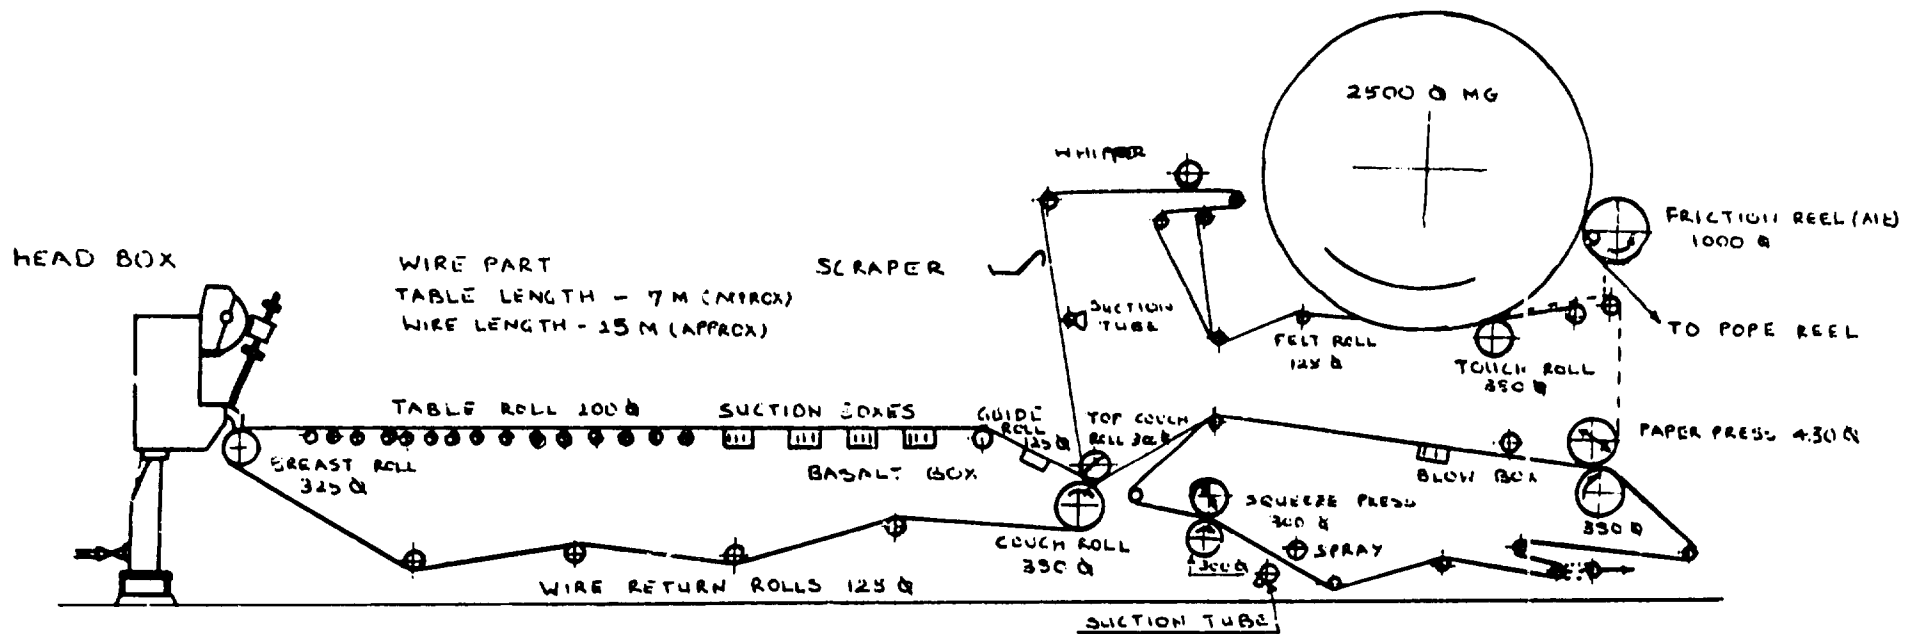 2500 Ø MG
WHIPPER
FRICTION REEL (AIR)
1000 Ø
HEAD BOX
WIRE PART
TABLE LENGTH - 7 M (APPROX)
WIRE LENGTH - 15 M (APPROX)
SCRAPER
SUCTION
TUBE
FELT ROLL
125 Ø
TO POPE REEL
TOUCH ROLL
350 Ø
TABLE ROLL 100 Ø
SUCTION BOXES
GUIDE
ROLL
125 Ø
TOP COUCH
ROLL
PAPER PRESS 430 Ø
BREAST ROLL
325 Ø
BASALT BOX
BLOW BOX
SQUEEZE PRESS
300 Ø
350 Ø
COUCH ROLL
350 Ø
300 Ø
SPRAY
WIRE RETURN ROLLS 125 Ø
SUCTION TUBE